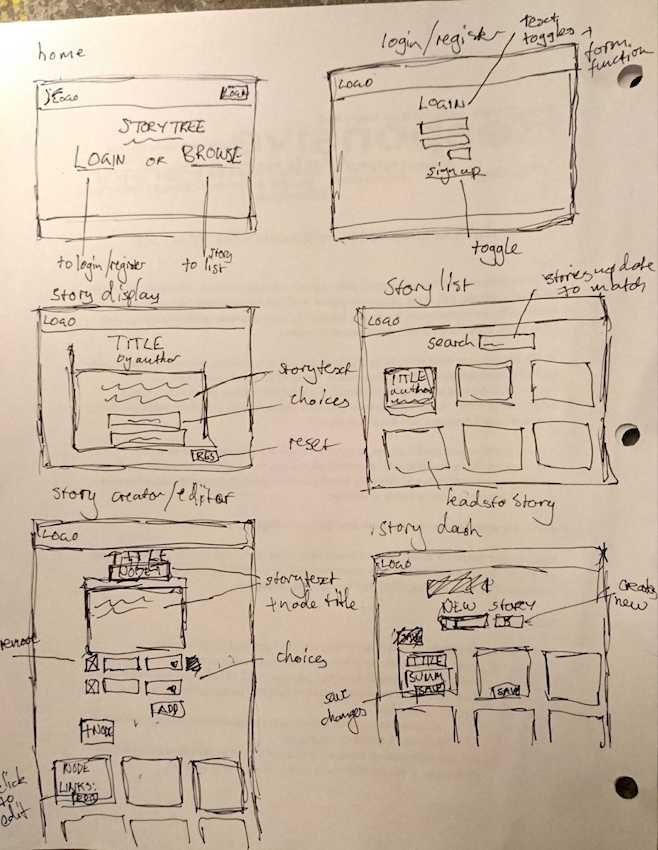 home
LOGO
LOGIN
STORYTREE
LOGIN OR BROWSE
to login/register
to story list
login/register
text toggles + form function
LOGO
LOGIN
sign up
toggle
story display
LOGO
TITLE
by author
story text
choices
reset
RES
Story list
stories update to match
LOGO
search
TITLE
author
leads to story
Story creator/editor
LOGO
TITLE
NODE
story text + node title
remove
choices
ADD
+NODE
NODE
LINKS:
click to edit
story dash
LOGO
NEW STORY
creates new
TITLE
SUMM
SAVE
SAVE
save changes